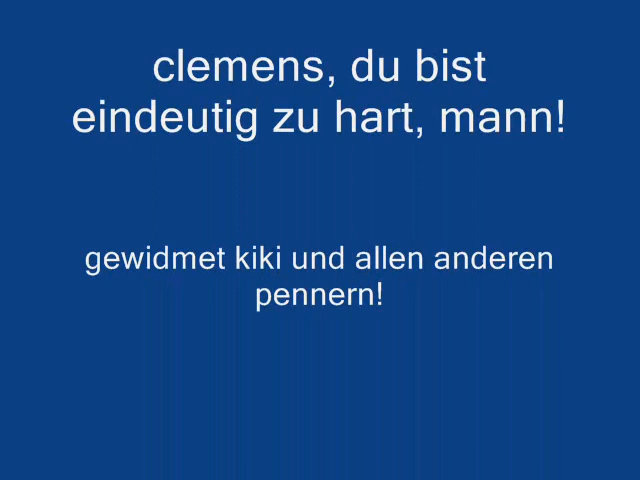 clemens, du bist
eindeutig zu hart, mann!
gewidmet kiki und allen anderen
pennern!